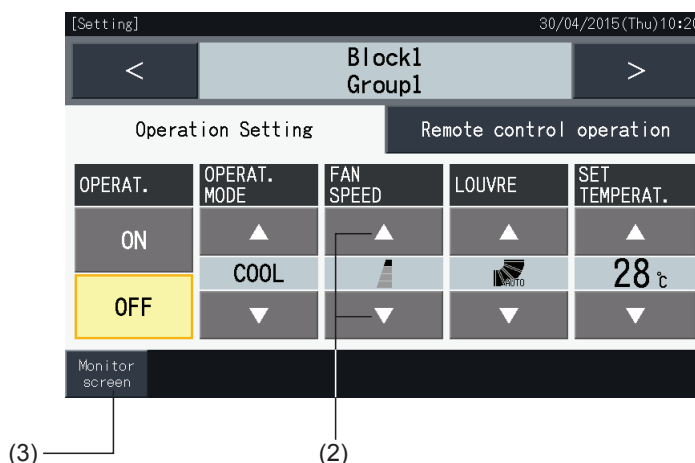 [Setting] 30/04/2015(Thu)10:20
< Block1 >
Group1
Operation Setting Remote control operation
OPERAT. OPERAT. MODE FAN SPEED LOUVRE SET TEMPERAT.
ON
COOL AUTO 28℃
OFF
Monitor
screen
(3) (2)